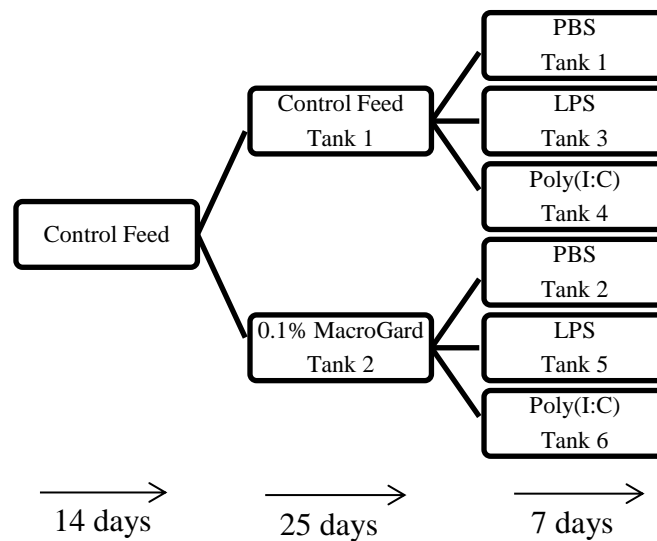 PBS
Tank 1
Control Feed
Tank 1
LPS
Tank 3
Poly(I:C)
Tank 4
Control Feed
PBS
Tank 2
0.1% MacroGard
Tank 2
LPS
Tank 5
Poly(I:C)
Tank 6
14 days
25 days
7 days